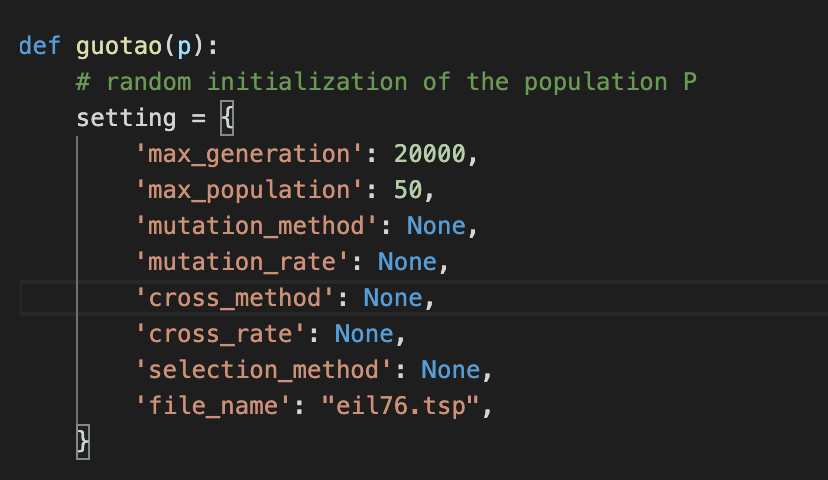 def guotao(p):
    # random initialization of the population P
    setting = {
        'max_generation': 20000,
        'max_population': 50,
        'mutation_method': None,
        'mutation_rate': None,
        'cross_method': None,
        'cross_rate': None,
        'selection_method': None,
        'file_name': "eil76.tsp",
    }